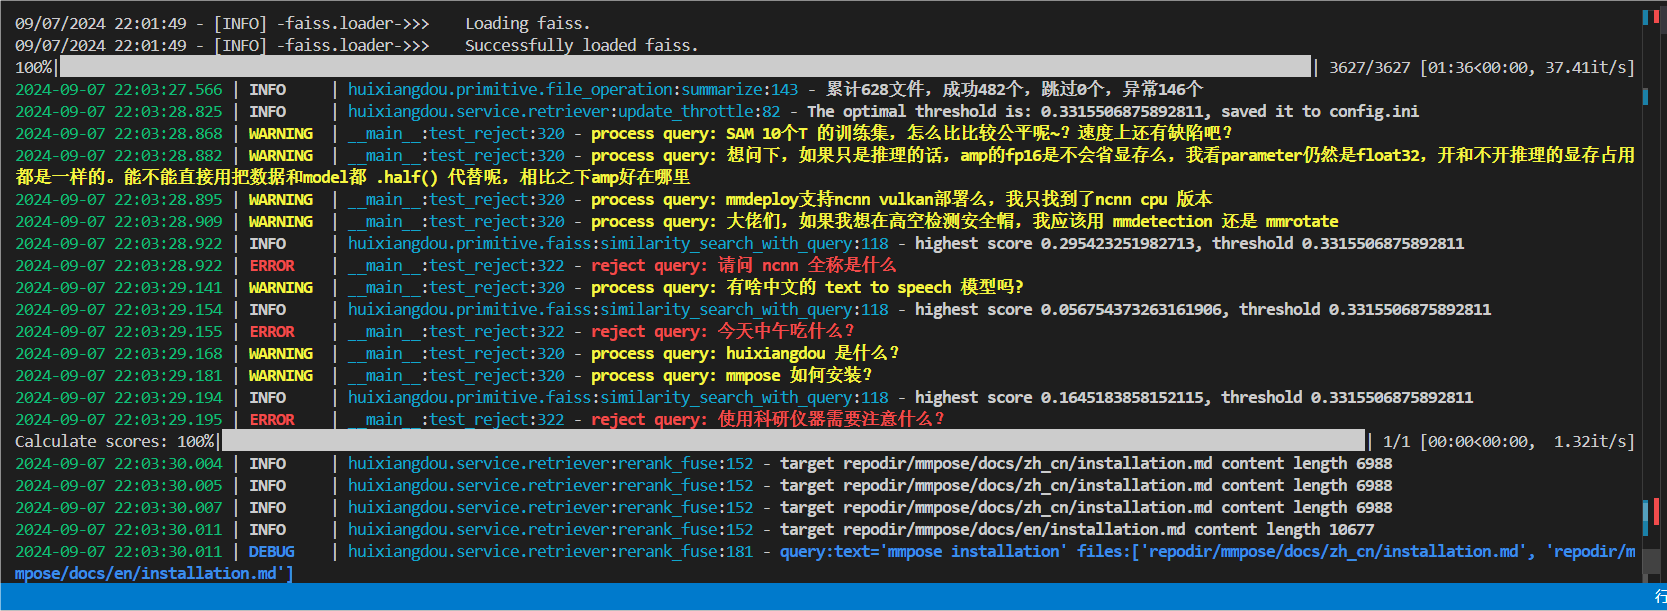 09/07/2024 22:01:49 - [INFO] -faiss.loader->>>    Loading faiss.
09/07/2024 22:01:49 - [INFO] -faiss.loader->>>    Successfully loaded faiss.
100%| | 3627/3627 [01:36<00:00, 37.41it/s]
2024-09-07 22:03:27.566 | INFO     | huixiangdou.primitive.file_operation:summarize:143 - 累计628文件，成功482个，跳过0个，异常146个
2024-09-07 22:03:28.825 | INFO     | huixiangdou.service.retriever:update_throttle:82 - The optimal threshold is: 0.3315506875892811, saved it to config.ini
2024-09-07 22:03:28.868 | WARNING  | __main__:test_reject:320 - process query: SAM 10个T 的训练集，怎么比比较公平呢~？速度上还有缺陷吧？
2024-09-07 22:03:28.882 | WARNING  | __main__:test_reject:320 - process query: 想问下，如果只是推理的话，amp的fp16是不会省显存么，我看parameter仍然是float32，开和不开推理的显存占用
都是一样的。能不能直接用把数据和model都 .half() 代替呢，相比之下amp好在哪里
2024-09-07 22:03:28.895 | WARNING  | __main__:test_reject:320 - process query: mmdeploy支持ncnn vulkan部署么，我只找到了ncnn cpu 版本
2024-09-07 22:03:28.909 | WARNING  | __main__:test_reject:320 - process query: 大佬们，如果我想在高空检测安全帽，我应该用 mmdetection 还是 mmrotate
2024-09-07 22:03:28.922 | INFO     | huixiangdou.primitive.faiss:similarity_search_with_query:118 - highest score 0.295423251982713, threshold 0.3315506875892811
2024-09-07 22:03:28.922 | ERROR    | __main__:test_reject:322 - reject query: 请问 ncnn 全称是什么
2024-09-07 22:03:29.141 | WARNING  | __main__:test_reject:320 - process query: 有啥中文的 text to speech 模型吗?
2024-09-07 22:03:29.154 | INFO     | huixiangdou.primitive.faiss:similarity_search_with_query:118 - highest score 0.056754373263161906, threshold 0.3315506875892811
2024-09-07 22:03:29.155 | ERROR    | __main__:test_reject:322 - reject query: 今天中午吃什么？
2024-09-07 22:03:29.168 | WARNING  | __main__:test_reject:320 - process query: huixiangdou 是什么？
2024-09-07 22:03:29.181 | WARNING  | __main__:test_reject:320 - process query: mmpose 如何安装？
2024-09-07 22:03:29.194 | INFO     | huixiangdou.primitive.faiss:similarity_search_with_query:118 - highest score 0.1645183858152115, threshold 0.3315506875892811
2024-09-07 22:03:29.195 | ERROR    | __main__:test_reject:322 - reject query: 使用科研仪器需要注意什么？
Calculate scores: 100%| | 1/1 [00:00<00:00,  1.32it/s]
2024-09-07 22:03:30.004 | INFO     | huixiangdou.service.retriever:rerank_fuse:152 - target repodir/mmpose/docs/zh_cn/installation.md content length 6988
2024-09-07 22:03:30.005 | INFO     | huixiangdou.service.retriever:rerank_fuse:152 - target repodir/mmpose/docs/zh_cn/installation.md content length 6988
2024-09-07 22:03:30.007 | INFO     | huixiangdou.service.retriever:rerank_fuse:152 - target repodir/mmpose/docs/zh_cn/installation.md content length 6988
2024-09-07 22:03:30.011 | INFO     | huixiangdou.service.retriever:rerank_fuse:152 - target repodir/mmpose/docs/en/installation.md content length 10677
2024-09-07 22:03:30.011 | DEBUG    | huixiangdou.service.retriever:rerank_fuse:181 - query:text='mmpose installation' files:['repodir/mmpose/docs/zh_cn/installation.md', 'repodir/m
mpose/docs/en/installation.md']
行